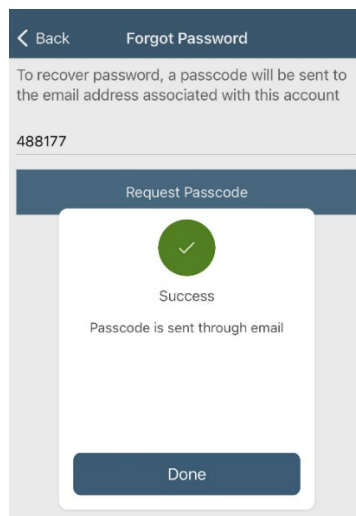 Back Forgot Password
To recover password, a passcode will be sent to
the email address associated with this account
488177
Request Passcode
Success
Passcode is sent through email
Done